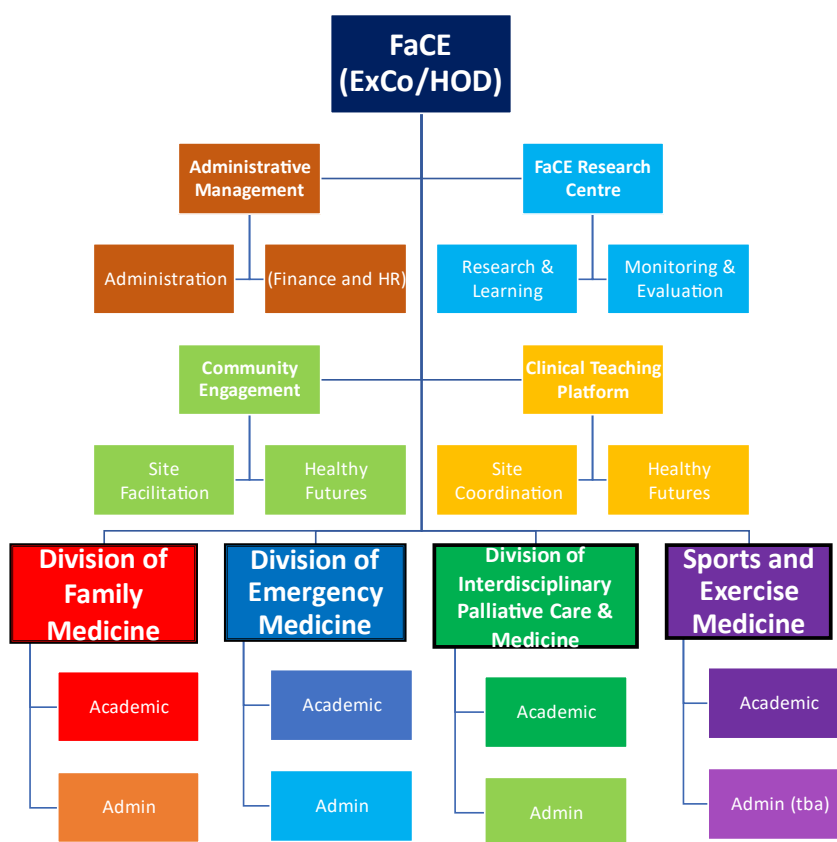 FaCE
(ExCo/HOD)
Administrative
Management
FaCE Research
Centre
Administration
(Finance and HR)
Research &
Learning
Monitoring &
Evaluation
Community
Engagement
Clinical Teaching
Platform
Site
Facilitation
Healthy
Futures
Site
Coordination
Healthy
Futures
Division of
Family
Medicine
Division of
Emergency
Medicine
Division of
Interdisciplinary
Palliative Care &
Medicine
Sports and
Exercise
Medicine
Academic
Academic
Academic
Academic
Admin
Admin
Admin
Admin (tba)